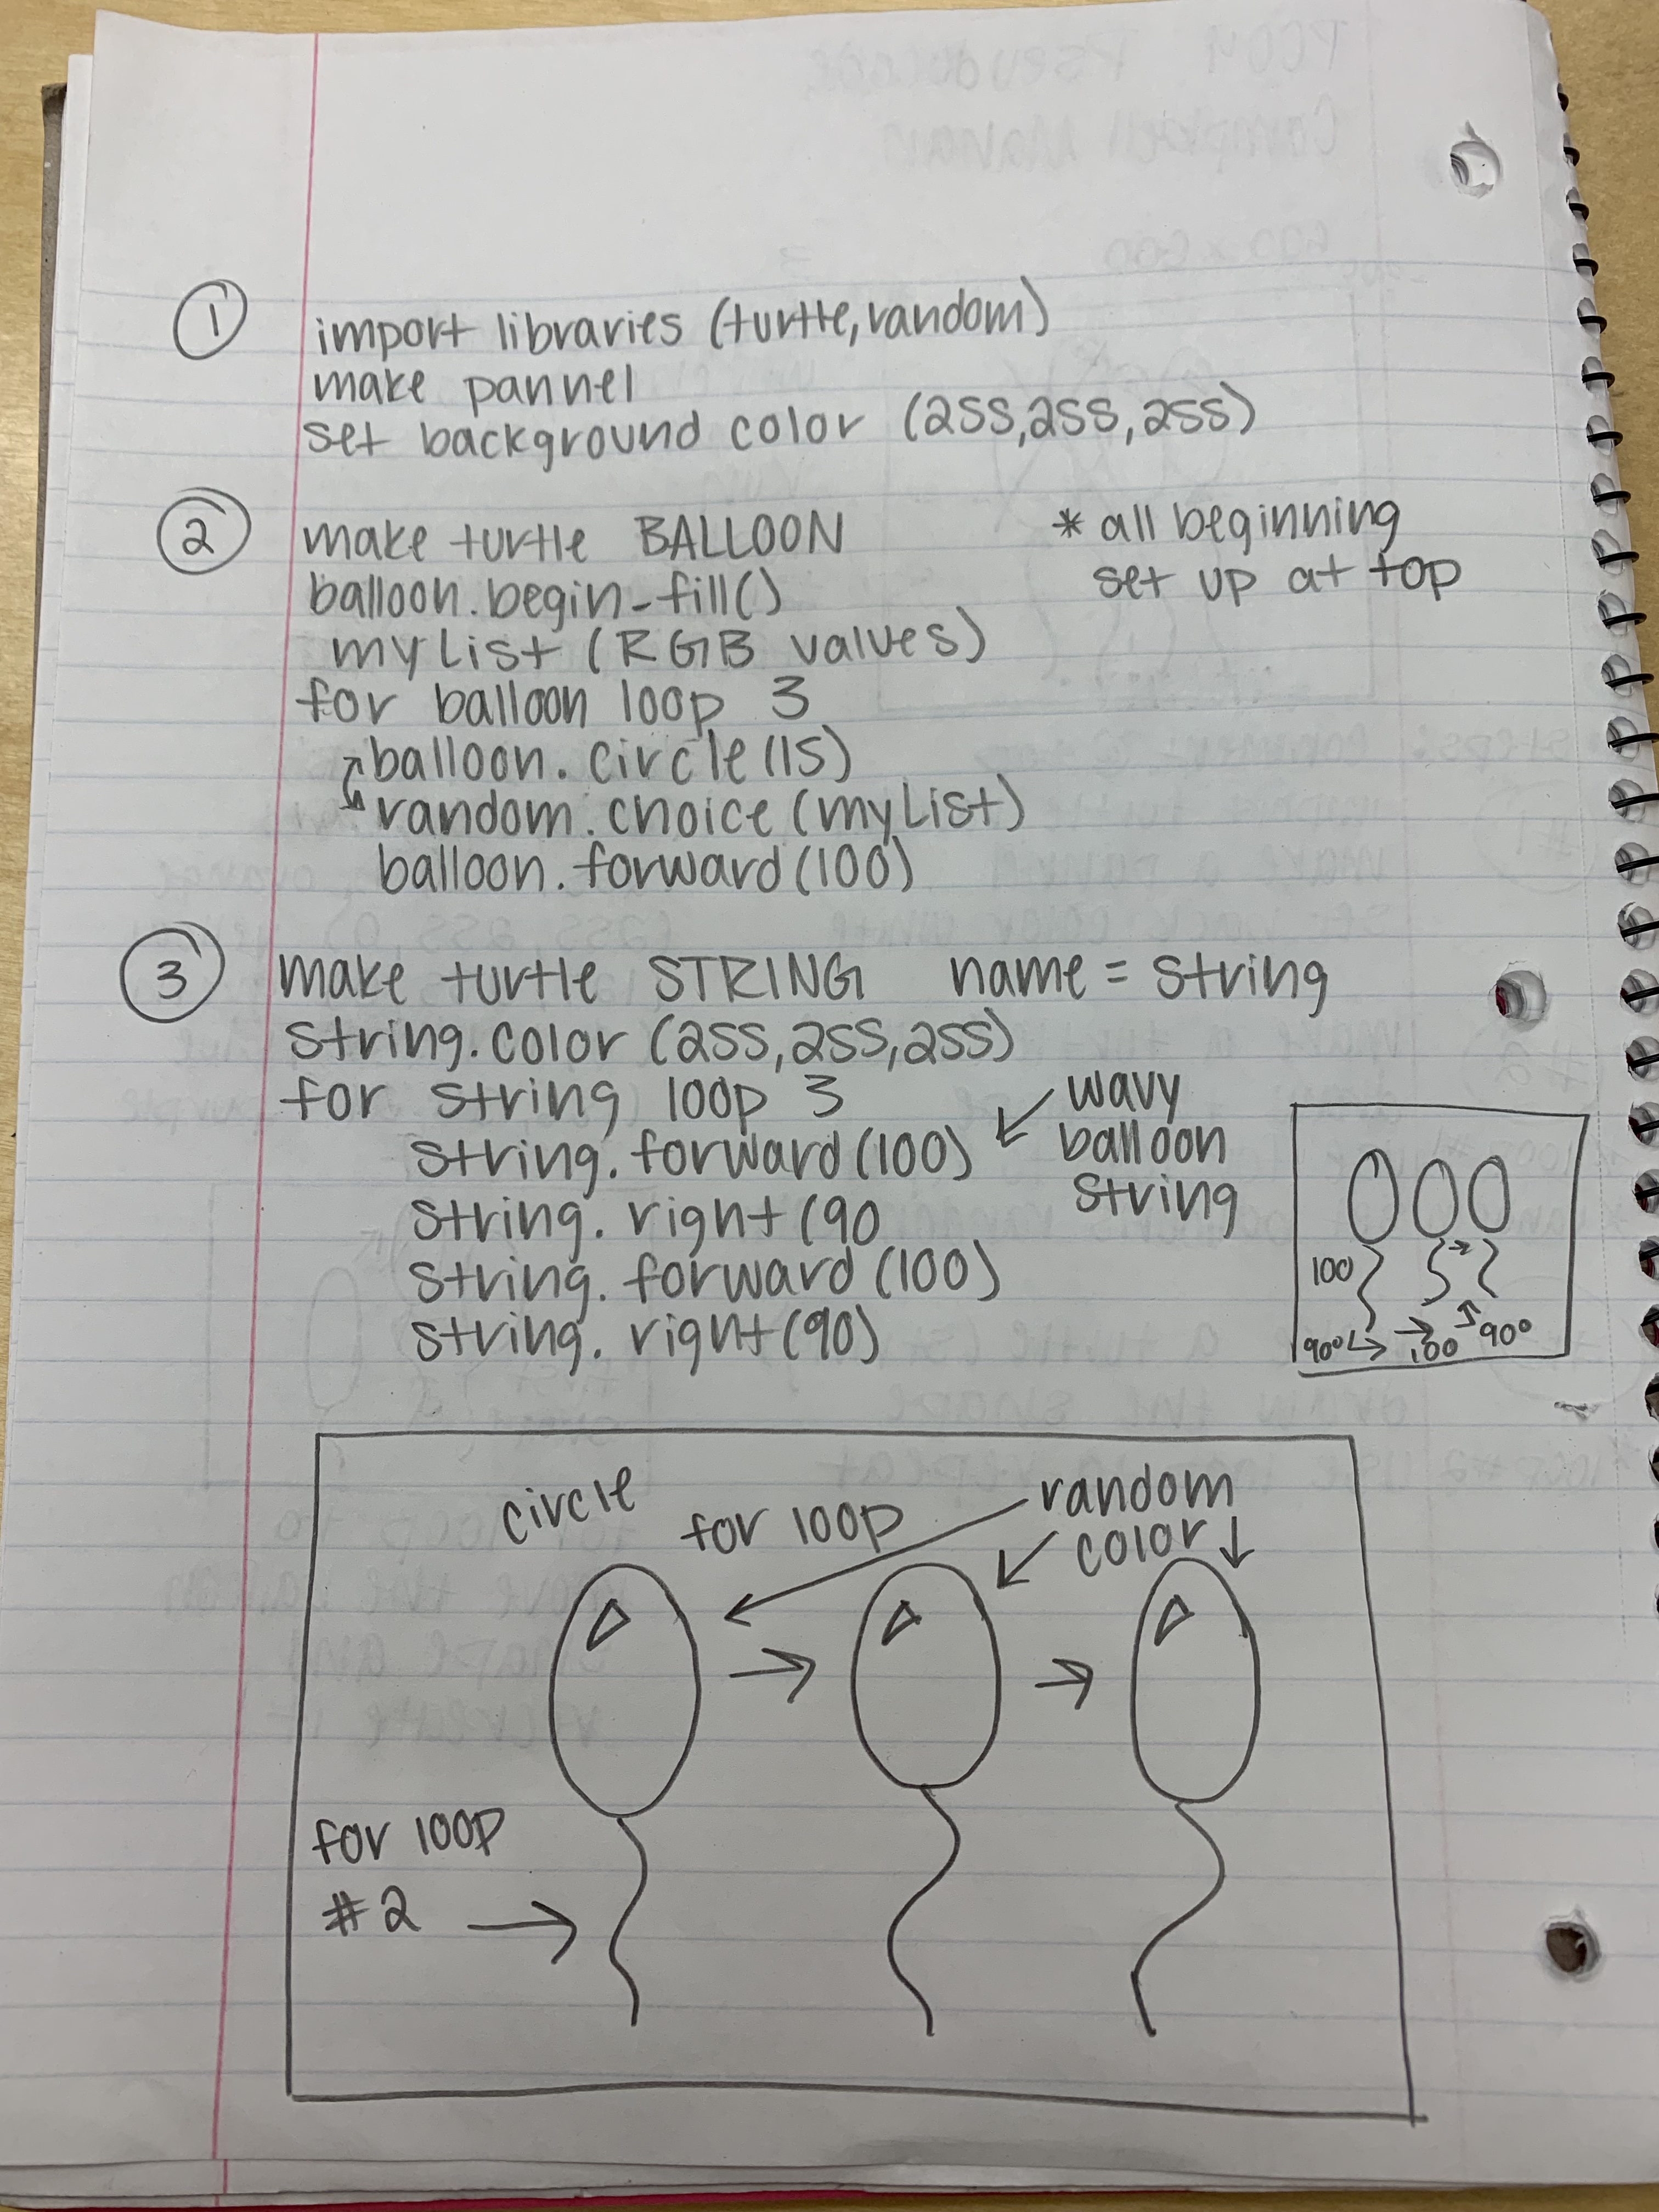 1 import libraries (turtle, random)
make pannel
set background color (255,255,255)
2 make turtle BALLOON
* all beginning
set up at top
balloon.begin_fill()
my List (RGB values)
for balloon loop 3
balloon.circle(15)
random.choice(my List)
balloon.forward(100)
3 make turtle STRING name = string
string.color (255,255,255)
for string loop 3
string.forward(100)
string.right(90
string.forward(100)
string.right(90)
wavy
balloon
string
100
90° 100 90°
circle
for loop
random
color
for loop
#2